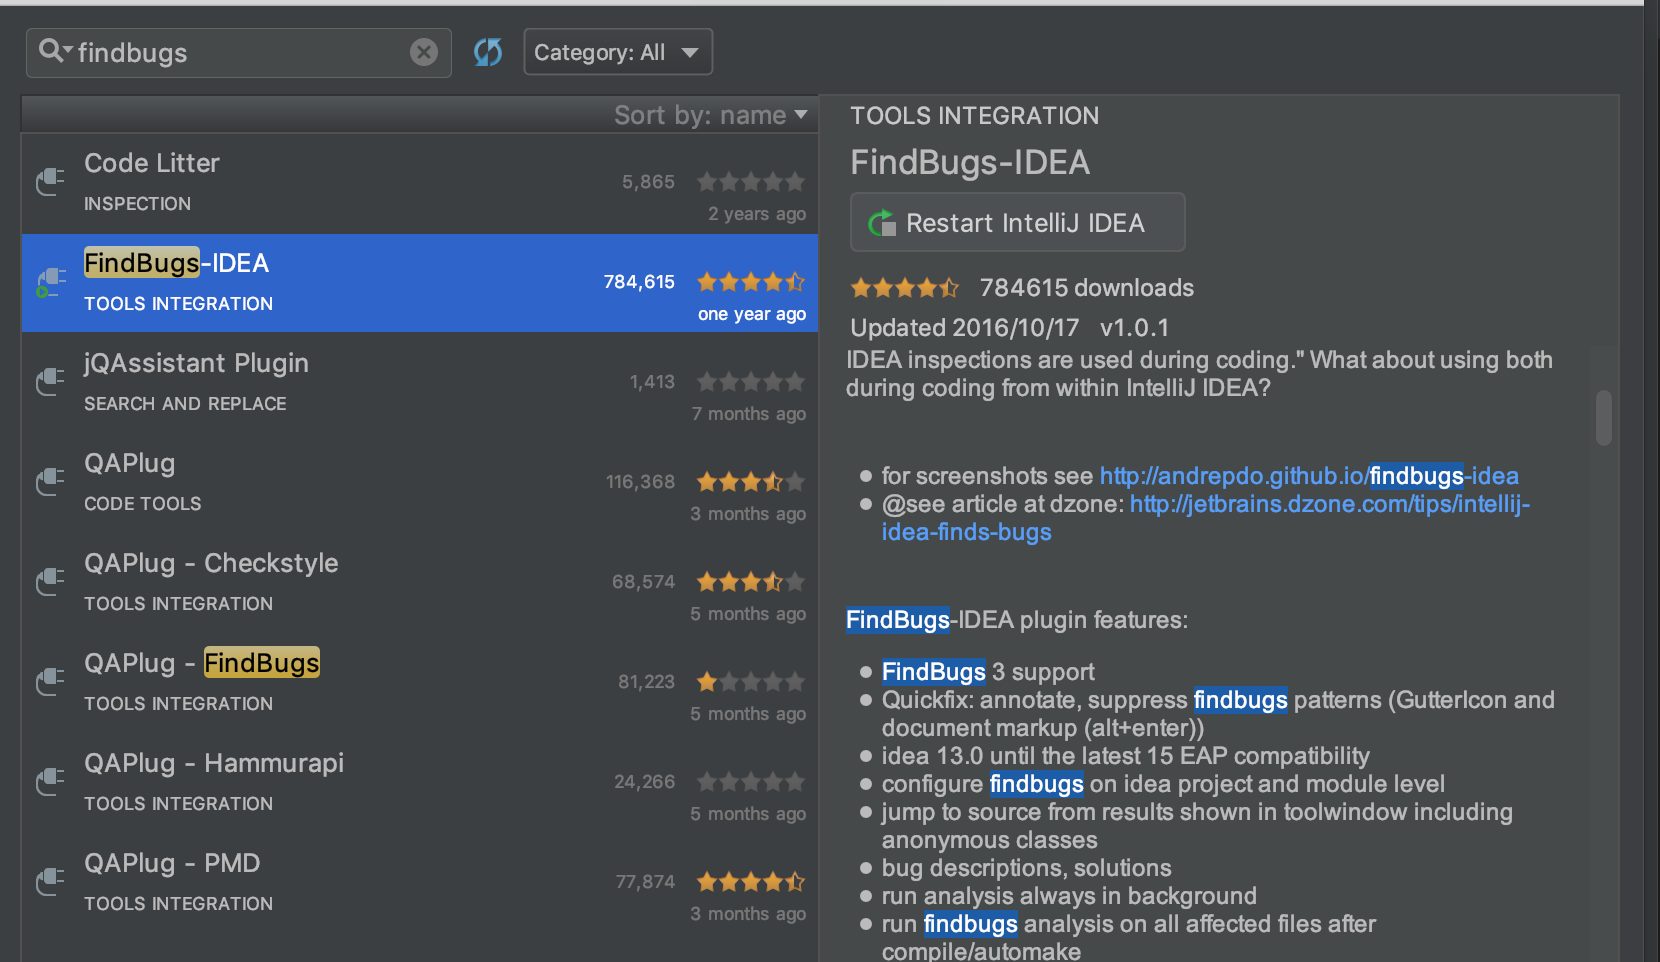 findbugs
Category: All
Sort by: name
Code Litter
5,865
INSPECTION
2 years ago
FindBugs-IDEA
784,615
TOOLS INTEGRATION
one year ago
jQAssistant Plugin
1,413
SEARCH AND REPLACE
7 months ago
QAPlug
116,368
CODE TOOLS
3 months ago
QAPlug - Checkstyle
68,574
TOOLS INTEGRATION
5 months ago
QAPlug - FindBugs
81,223
TOOLS INTEGRATION
5 months ago
QAPlug - Hammurapi
24,266
TOOLS INTEGRATION
5 months ago
QAPlug - PMD
77,874
TOOLS INTEGRATION
3 months ago
TOOLS INTEGRATION
FindBugs-IDEA
Restart IntelliJ IDEA
784615 downloads
Updated 2016/10/17 v1.0.1
IDEA inspections are used during coding." What about using both
during coding from within IntelliJ IDEA?
for screenshots see http://andrepdo.github.io/findbugs-idea
@see article at dzone: http://jetbrains.dzone.com/tips/intellij-
idea-finds-bugs
FindBugs-IDEA plugin features:
FindBugs 3 support
Quickfix: annotate, suppress findbugs patterns (GutterIcon and
document markup (alt+enter))
idea 13.0 until the latest 15 EAP compatibility
configure findbugs on idea project and module level
jump to source from results shown in toolwindow including
anonymous classes
bug descriptions, solutions
run analysis always in background
run findbugs analysis on all affected files after
compile/automake